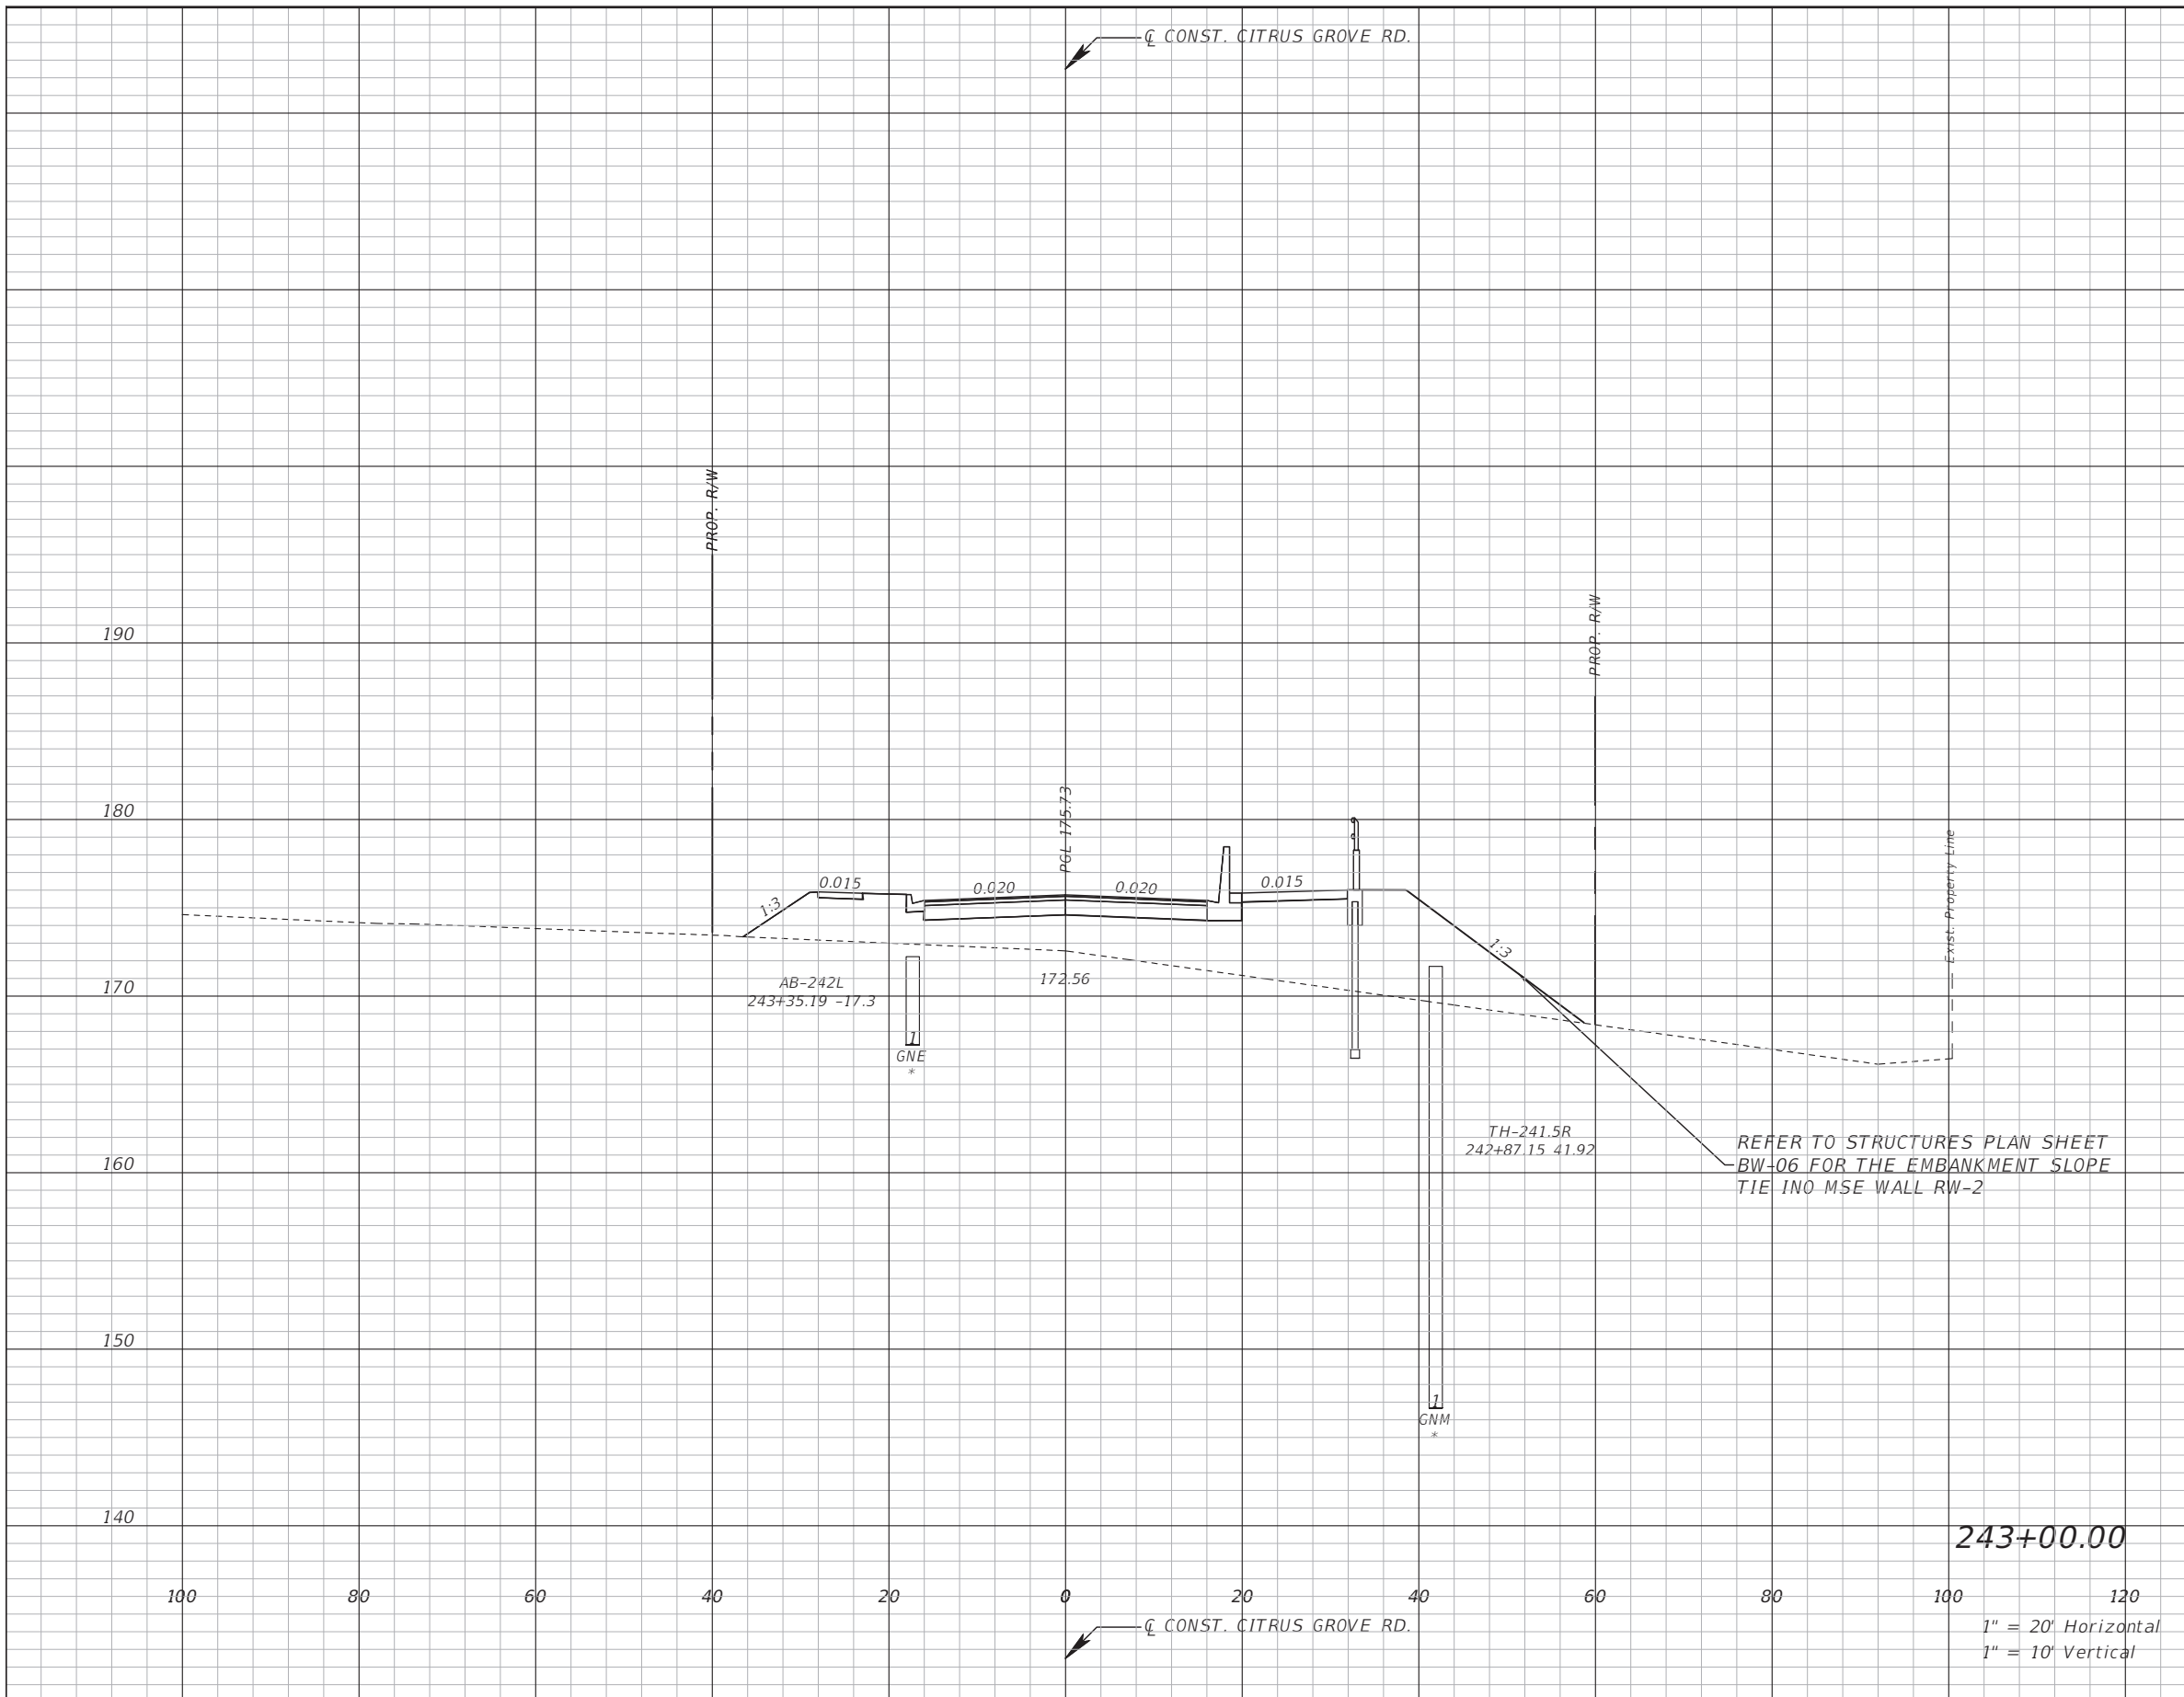 ℄ CONST. CITRUS GROVE RD.
PROP. R/W
PROP. R/W
190
180
PGL 175.73
Exist. Property Line
1:3
0.015
0.020
0.020
0.015
1:3
170
AB-242L
243+35.19 -17.3
172.56
1
GNE
*
160
TH-241.5R
242+87.15 41.92
REFER TO STRUCTURES PLAN SHEET
BW-06 FOR THE EMBANKMENT SLOPE
TIE INO MSE WALL RW-2
150
1
GNM
*
140
243+00.00
100 80 60 40 20 0 20 40 60 80 100 120
℄ CONST. CITRUS GROVE RD.
1" = 20' Horizontal
1" = 10' Vertical